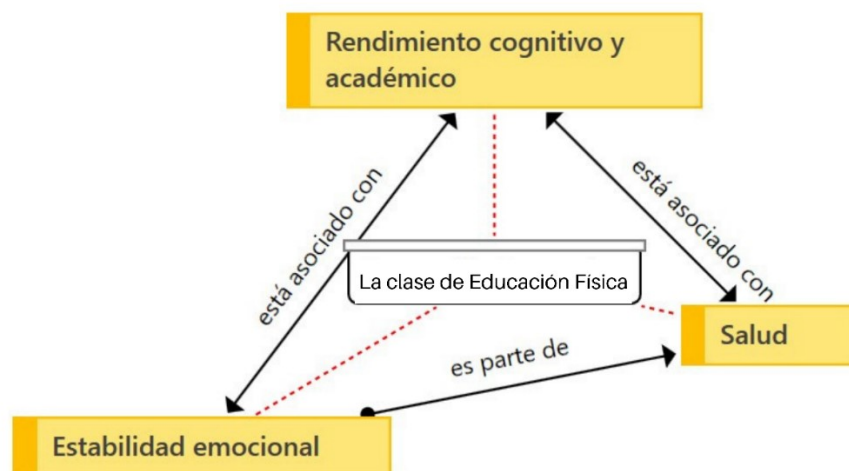 Rendimiento cognitivo y
académico
está asociado con
está asociado con
La clase de Educación Física
Salud
es parte de
Estabilidad emocional